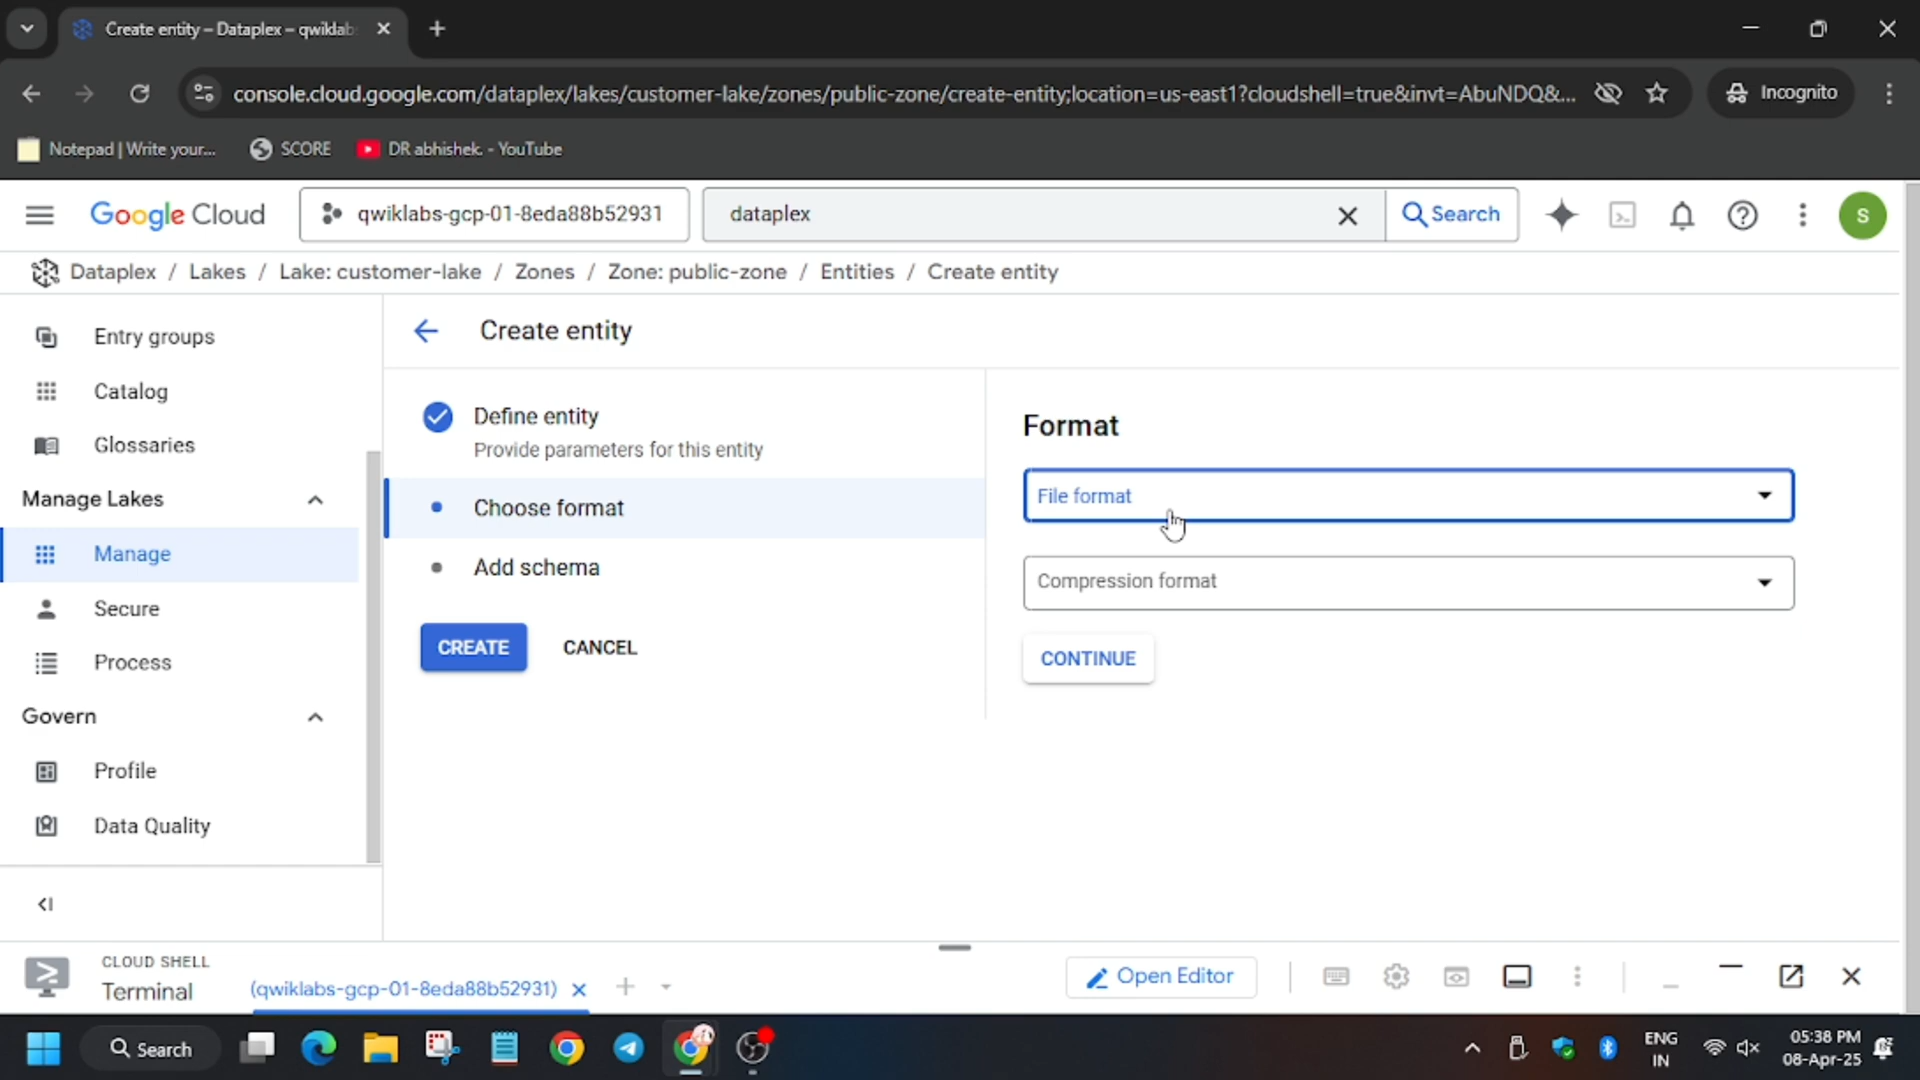 Create entity – Dataplex – qwiklab
console.cloud.google.com/dataplex/lakes/customer-lake/zones/public-zone/create-entity;location=us-east1?cloudshell=true&invt=AbuNDQ&...
Incognito
Notepad | Write your...
SCORE
DR abhishek. - YouTube
Google Cloud
qwiklabs-gcp-01-8eda88b52931
dataplex
Search
S
Dataplex / Lakes / Lake: customer-lake / Zones / Zone: public-zone / Entities / Create entity
Entry groups
Catalog
Glossaries
Manage Lakes
Manage
Secure
Process
Govern
Profile
Data Quality
Create entity
Define entity
Provide parameters for this entity
Choose format
Add schema
CREATE
CANCEL
Format
File format
Compression format
CONTINUE
CLOUD SHELL
Terminal
(qwiklabs-gcp-01-8eda88b52931)
Open Editor
Search
ENG
IN
05:38 PM
08-Apr-25